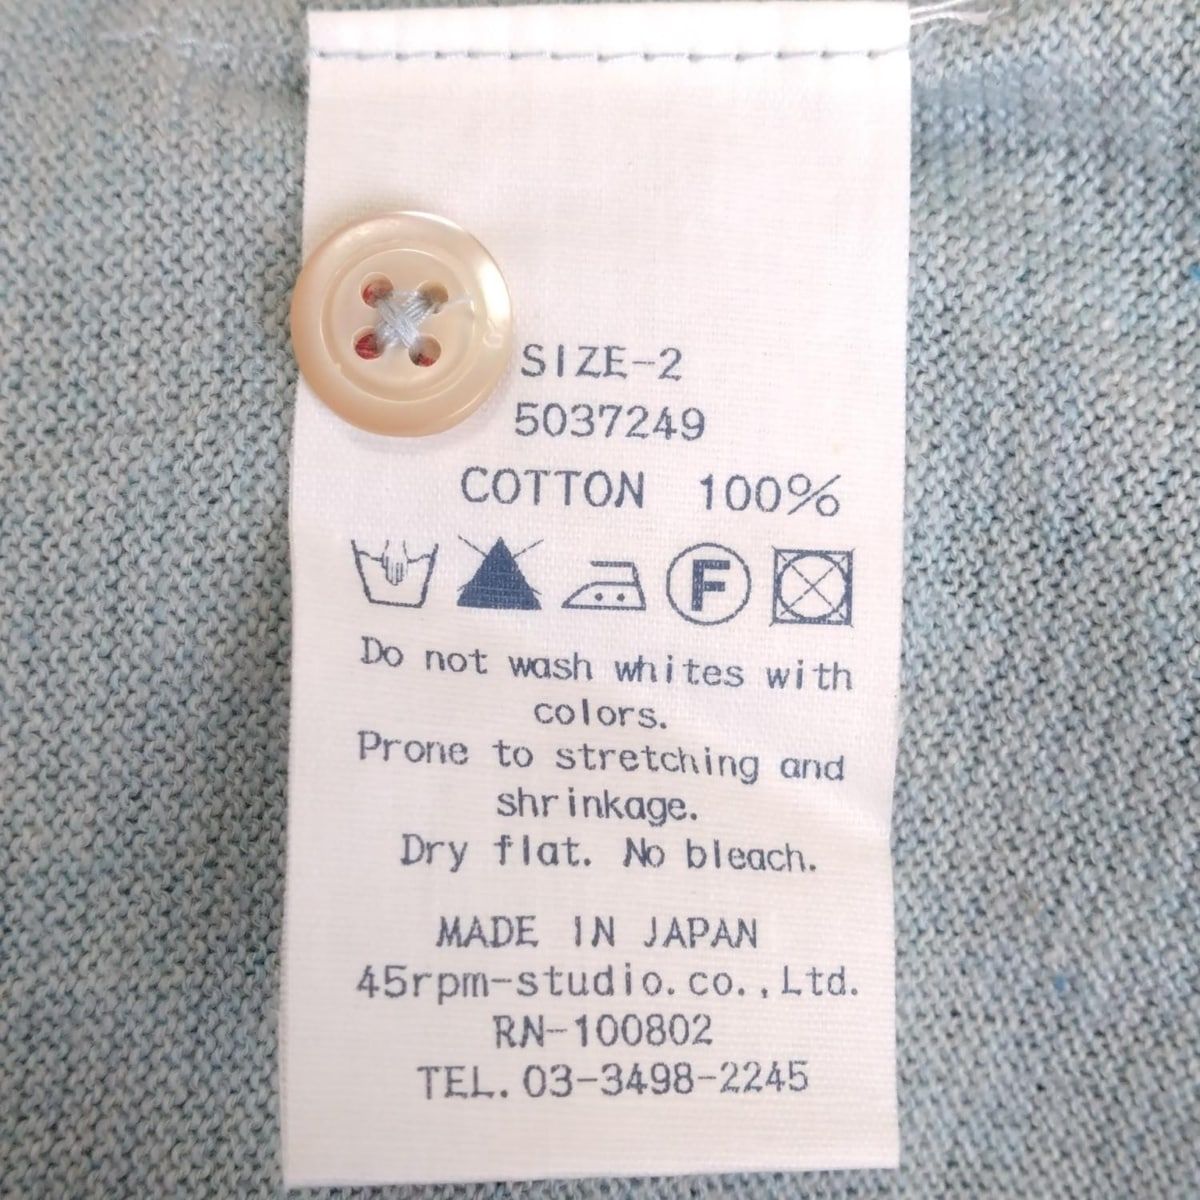 SIZE-2
5037249
COTTON 100%
F
Do not wash whites with
colors.
Prone to stretching and
shrinkage.
Dry flat. No bleach.
MADE IN JAPAN
45rpm-studio.co.,Ltd.
RN-100802
TEL.03-3498-2245